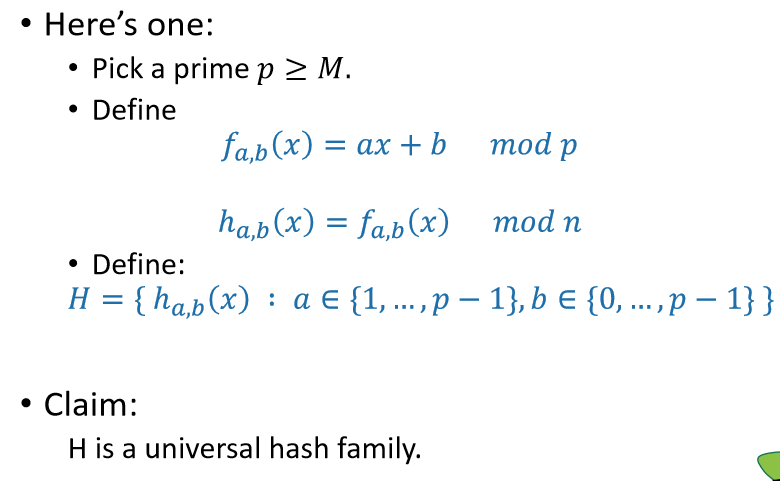 • Here’s one:
• Pick a prime p ≥ M.
• Define
f_{a,b}(x) = ax + b mod p
h_{a,b}(x) = f_{a,b}(x) mod n
• Define:
H = { h_{a,b}(x) : a ∈ {1, …, p − 1}, b ∈ {0, …, p − 1} }
• Claim:
H is a universal hash family.